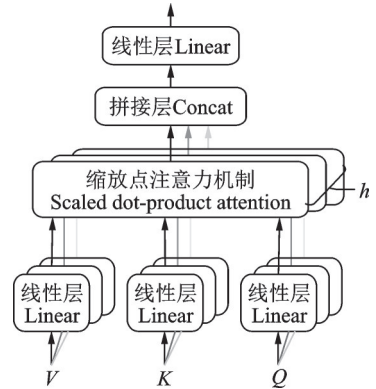 线性层Linear
拼接层Concat
缩放点注意力机制
Scaled dot-product attention
h
线性层
Linear
线性层
Linear
线性层
Linear
V
K
Q